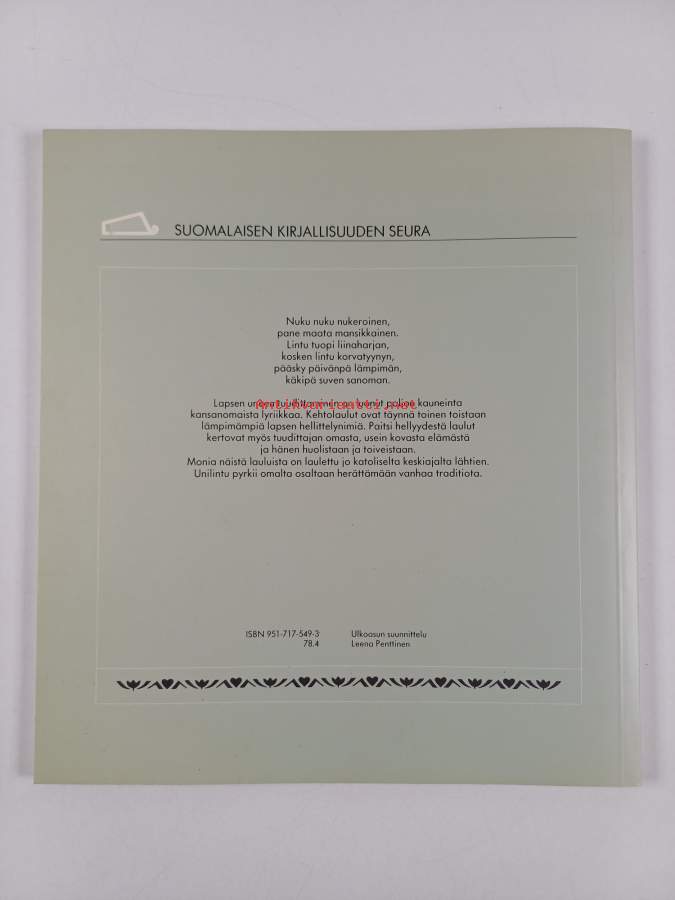 SUOMALAISEN KIRJALLISUUDEN SEURA
Nuku nuku nukeroinen,
pane maata mansikkainen.
Lintu tuopi liinaharjan,
kosken lintu korvatyynyn,
pääsky päivänpä lämpimän,
käkipä suven sanoman.
Lapsen kauneinta
Antikvariaatti.net
kansanomaista lyriikkaa. Kehtolaulut ovat täynnä toinen toistaan
lämpimämpiä lapsen hellittelynimiä. Paitsi hellyydestä laulut
kertovat myös tuudittajan omasta, usein kovasta elämästä
ja hänen huolistaan ja toiveistaan.
Monia näistä lauluista on laulettu jo katoliselta keskiajalta lähtien.
Unilintu pyrkii omalta osaltaan herättämään vanhaa traditiota.
ISBN 951-717-549-3
78.4
Ulkoasun suunnittelu
Leena Penttinen